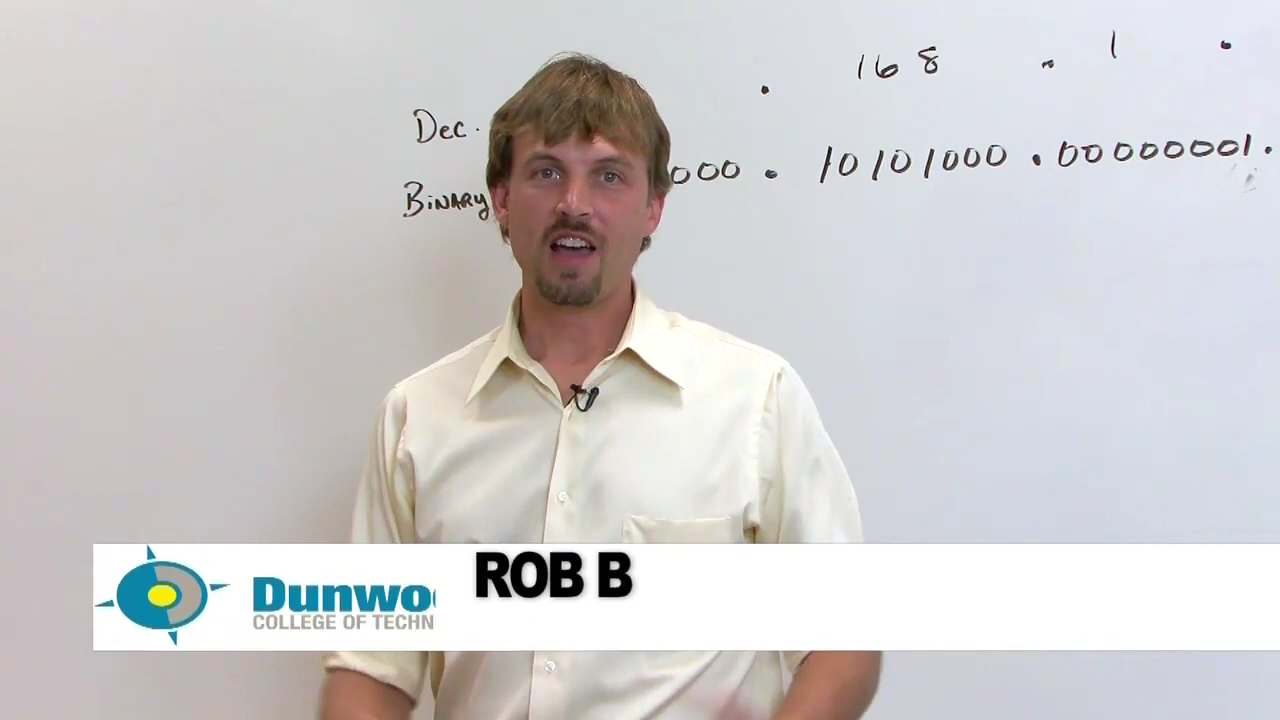 . 168 . 1 .
Dec.
000 . 10101000 . 00000001.
Binary
ROB B
Dunwo
COLLEGE OF TECHN